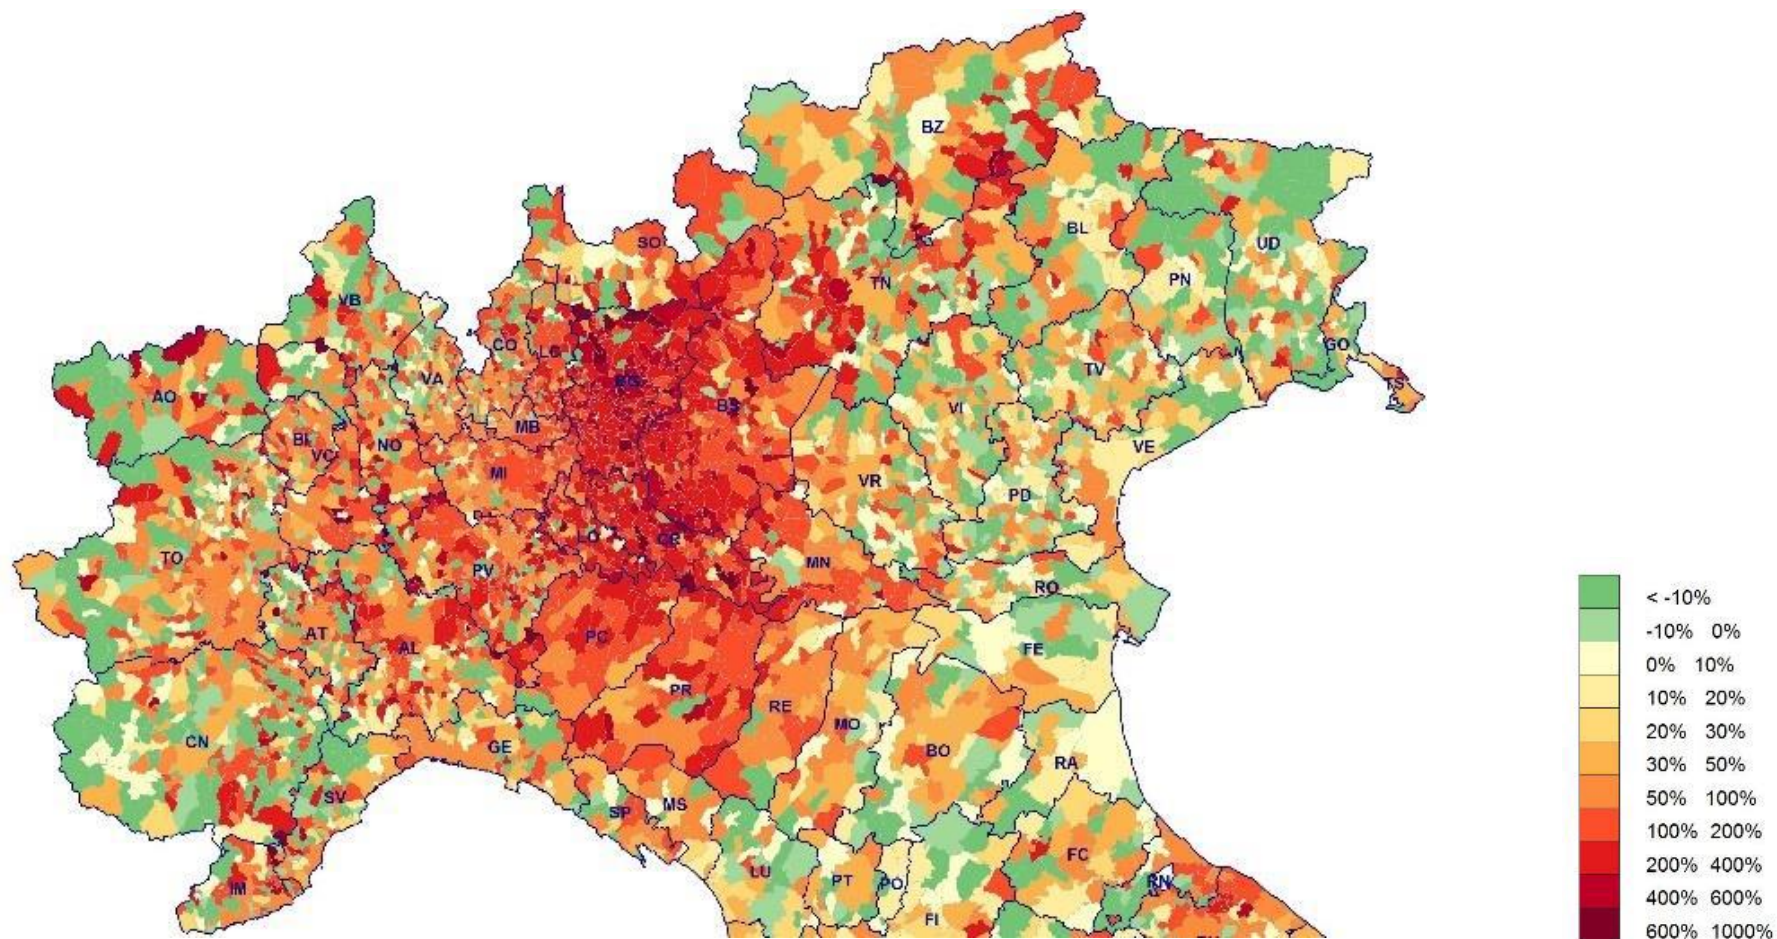 BZ
SO
BL
UD
PN
TN
VB
CO
LC
GO
VA
BG
TV
TS
AO
BS
VI
MB
BI
NO
VC
VE
MI
VR
PD
LO
CR
TO
MN
PV
RO
AT
PC
AL
FE
PR
RE
MO
CN
GE
BO
RA
SV
MS
SP
FC
LU
PT
PO
RN
IM
FI
< -10%
-10% 0%
0% 10%
10% 20%
20% 30%
30% 50%
50% 100%
100% 200%
200% 400%
400% 600%
600% 1000%